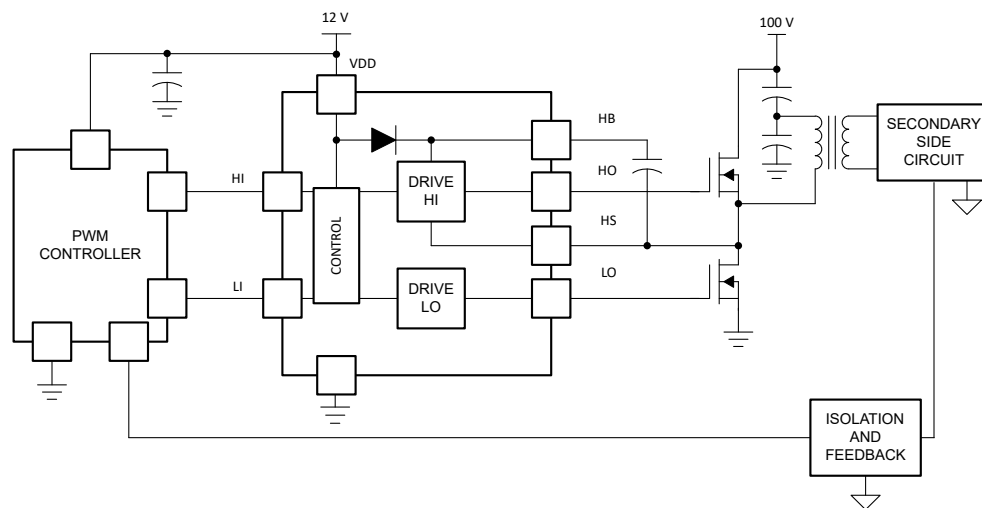 12 V
100 V
VDD
HB
HI
HO
DRIVE
HI
SECONDARY
SIDE
CIRCUIT
PWM
CONTROLLER
CONTROL
HS
LI
LO
DRIVE
LO
ISOLATION
AND
FEEDBACK